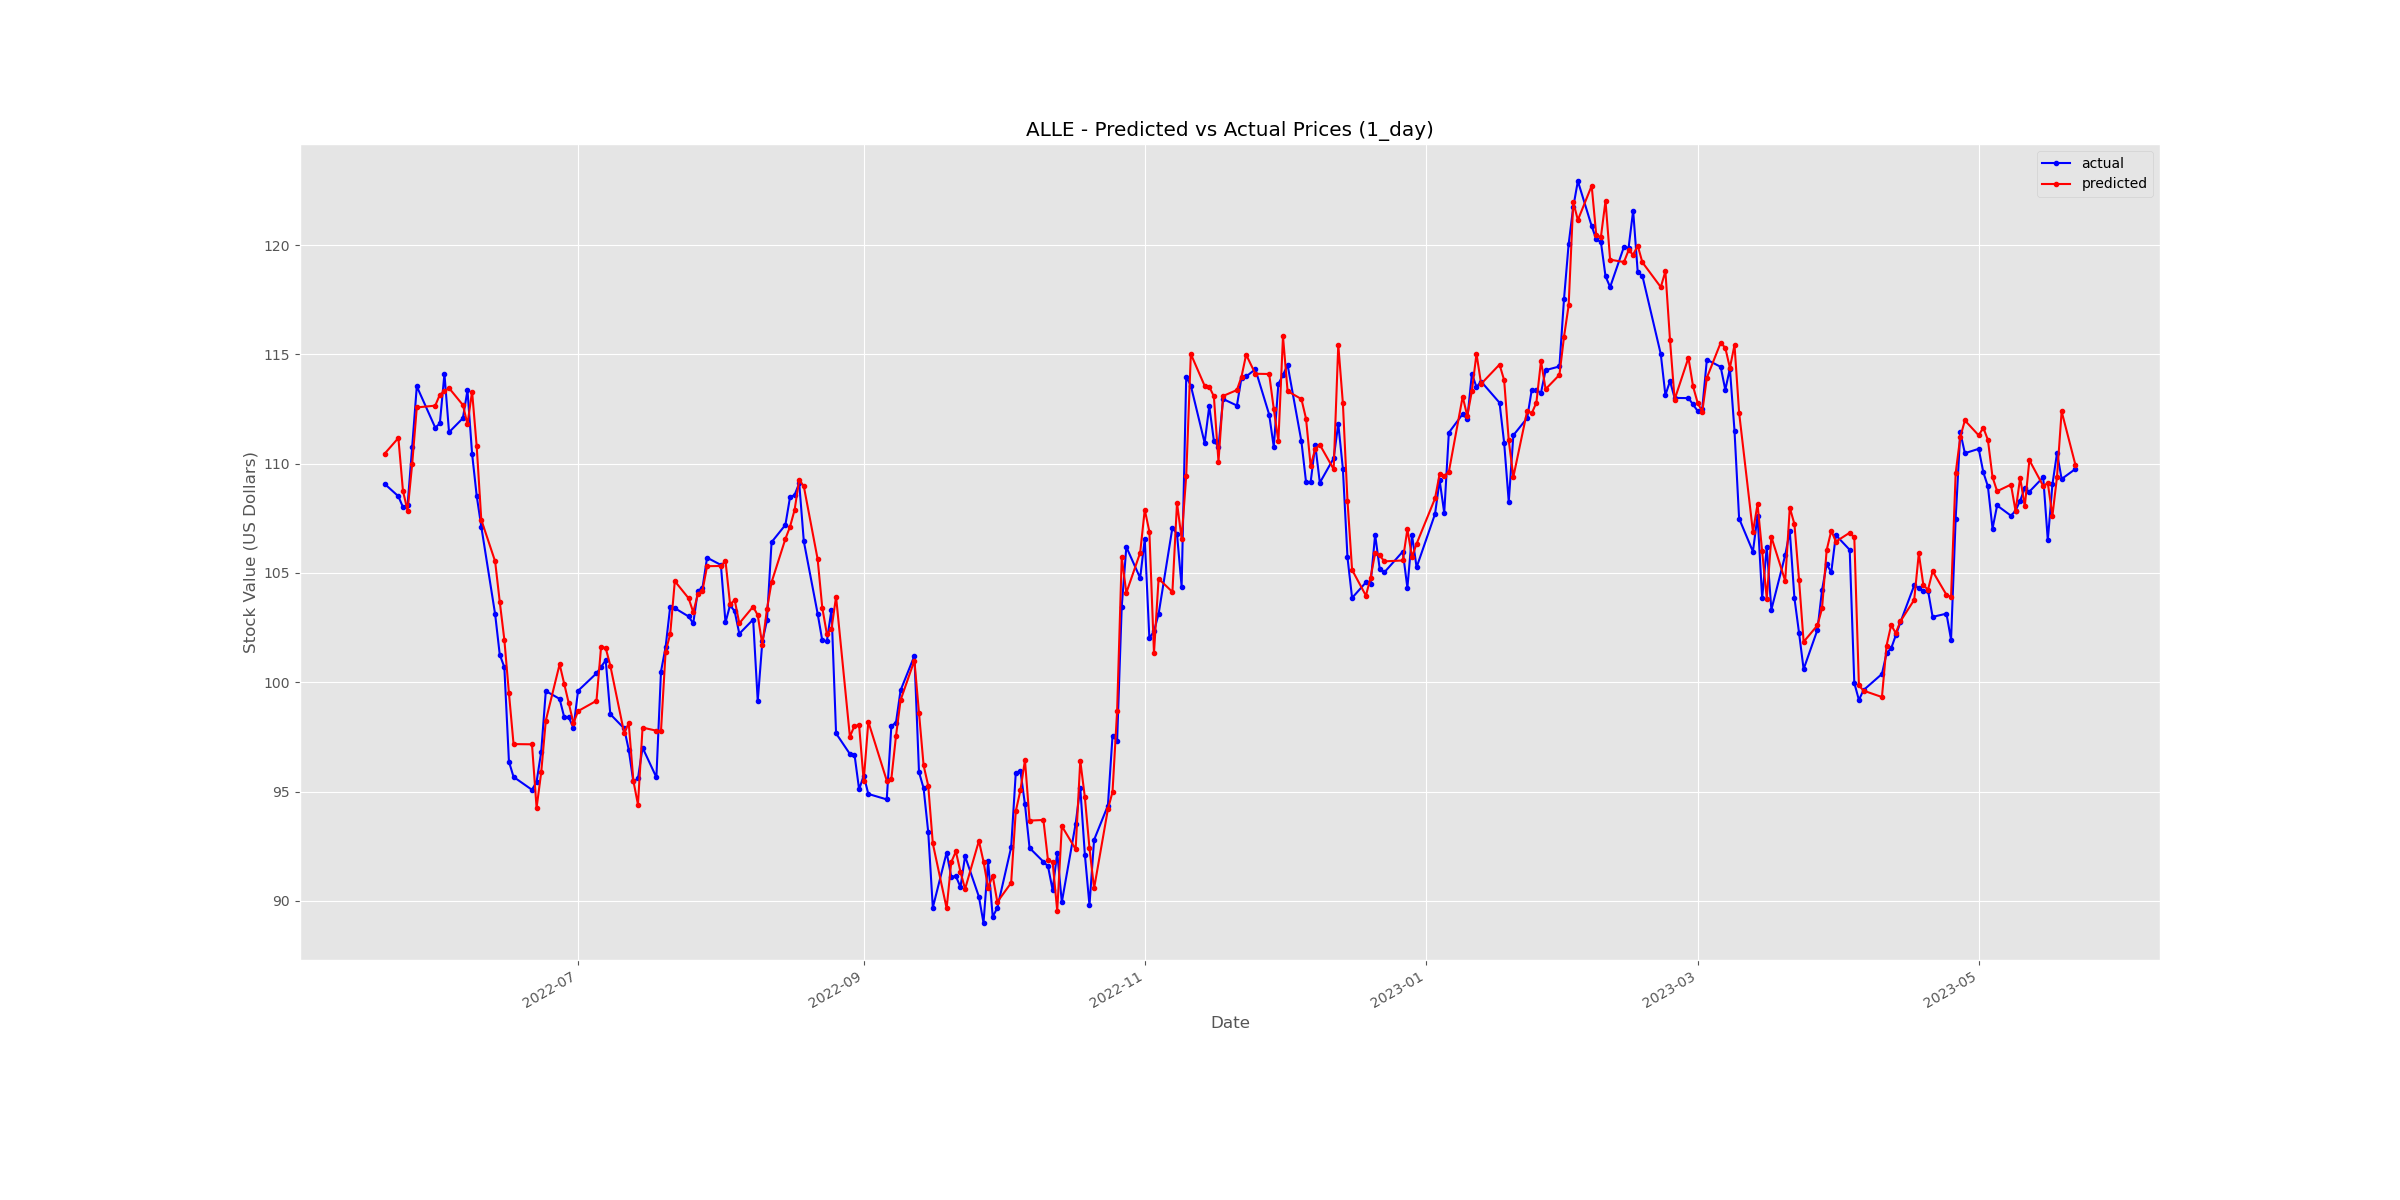 ALLE - Predicted vs Actual Prices (1_day)
actual
predicted
Stock Value (US Dollars)
120
115
110
105
100
95
90
2022-07
2022-09
2022-11
2023-01
2023-03
2023-05
Date